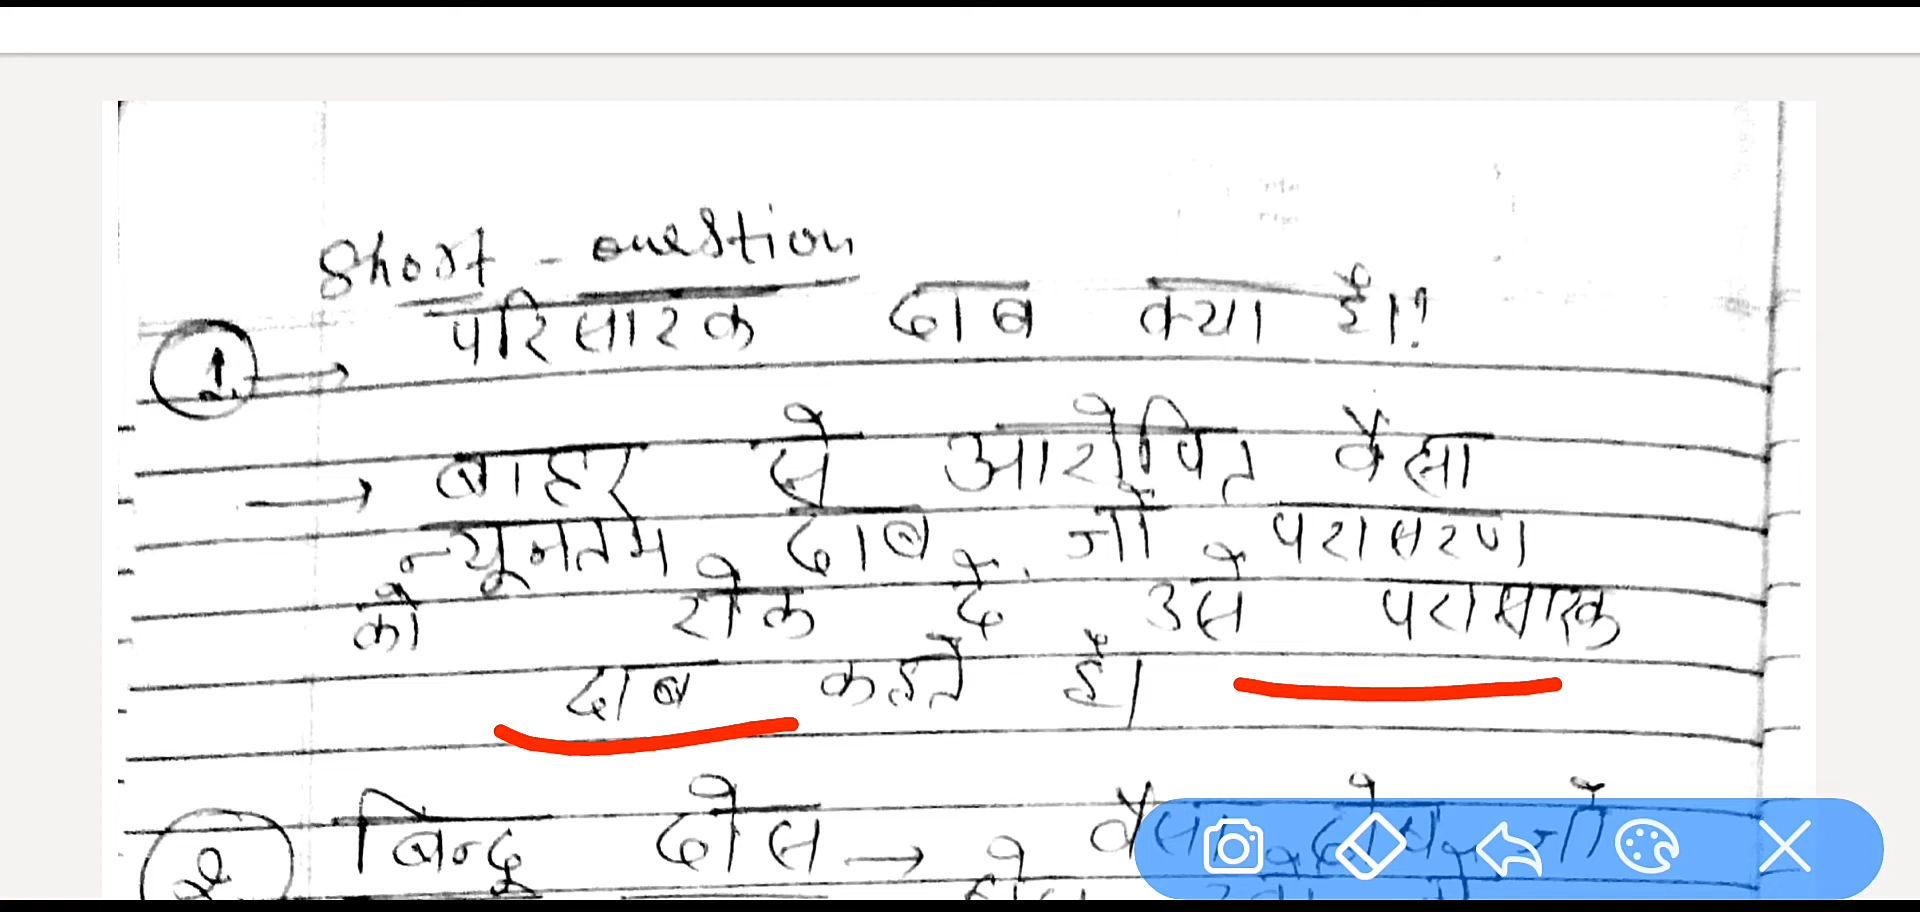 Short - question
1 → परिसारक दाब क्या है।?
→ बाहर से आरोपित वैसा
न्यूनतम दाब जो परासरण
को रोक दे उसे परासारक
दाब कहते है।
2 बिन्दु दोस → वैसा दोष जो